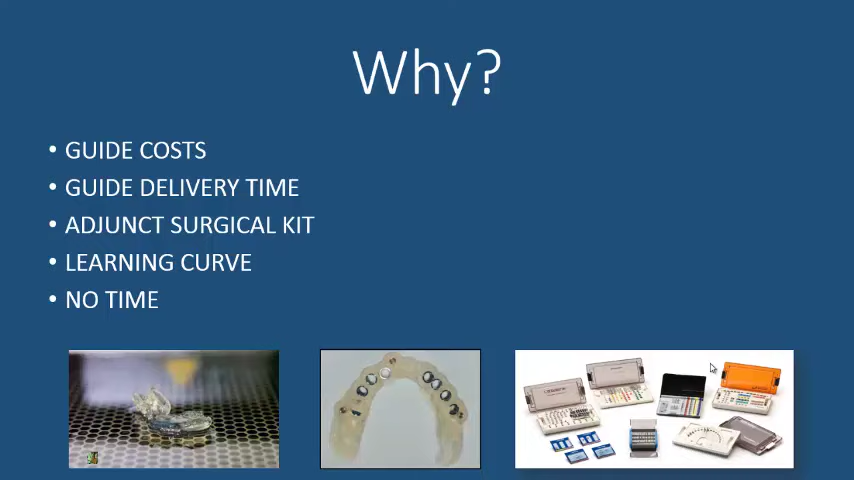 Why?
• GUIDE COSTS
• GUIDE DELIVERY TIME
• ADJUNCT SURGICAL KIT
• LEARNING CURVE
• NO TIME